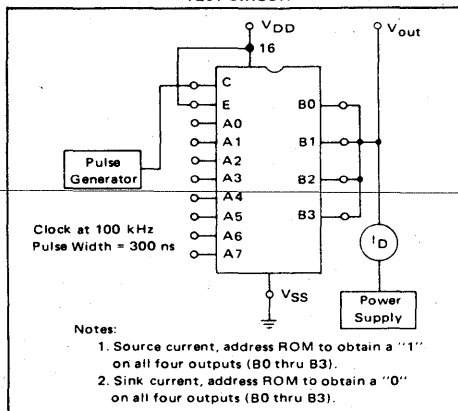 VDD
Vout
16
C
E
A0
A1
A2
A3
A4
A5
A6
A7
B0
B1
B2
B3
Pulse
Generator
Clock at 100 kHz
Pulse Width = 300 ns
VSS
ID
Power
Supply
Notes:
1. Source current, address ROM to obtain a "1"
on all four outputs (B0 thru B3).
2. Sink current, address ROM to obtain a "0"
on all four outputs (B0 thru B3).